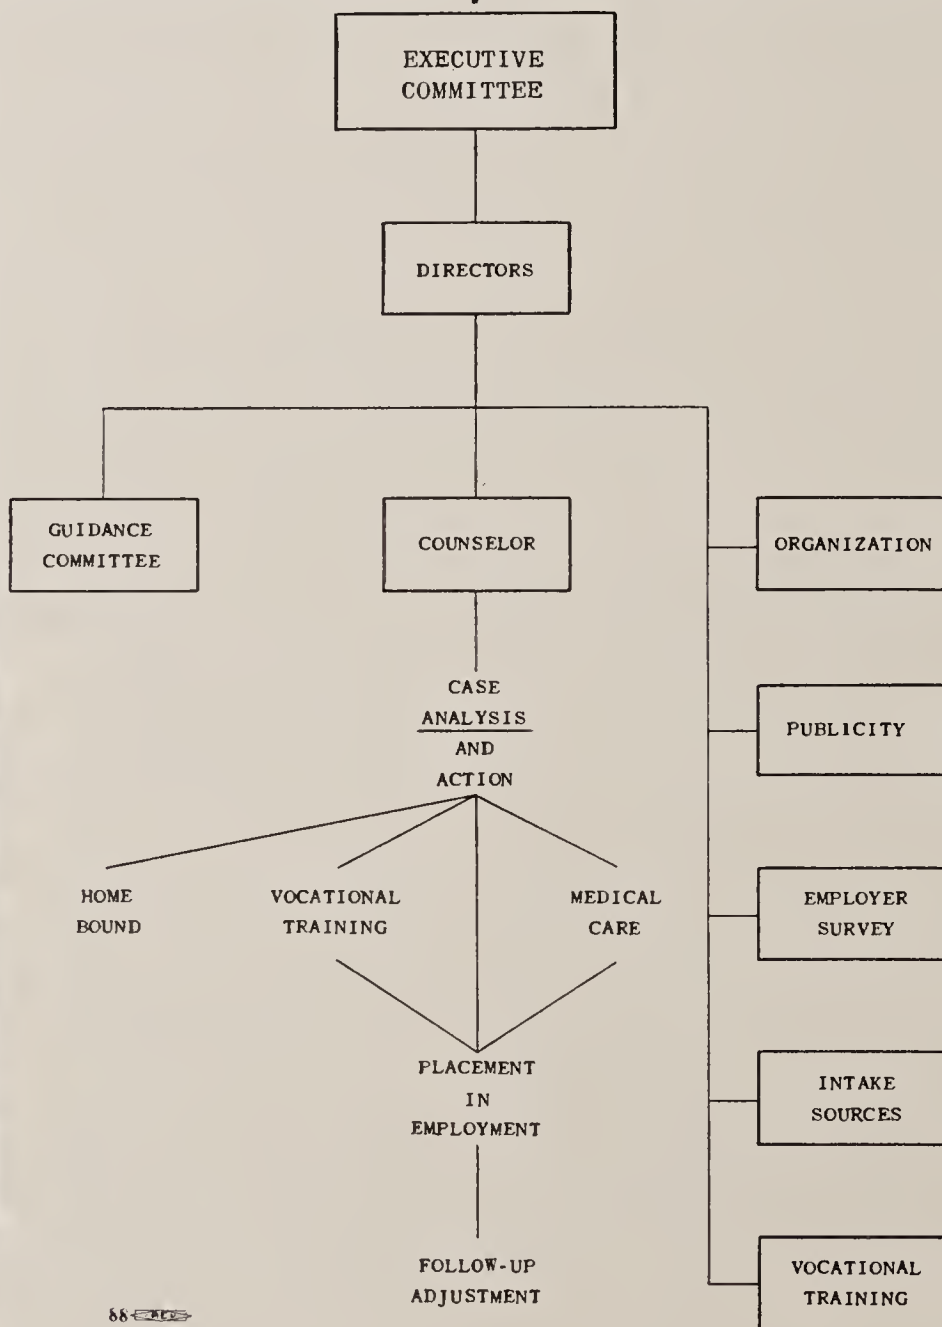 EXECUTIVE
COMMITTEE
DIRECTORS
GUIDANCE
COMMITTEE
COUNSELOR
ORGANIZATION
CASE
ANALYSIS
AND
ACTION
PUBLICITY
HOME
BOUND
VOCATIONAL
TRAINING
MEDICAL
CARE
EMPLOYER
SURVEY
PLACEMENT
IN
EMPLOYMENT
INTAKE
SOURCES
FOLLOW-UP
ADJUSTMENT
VOCATIONAL
TRAINING
88